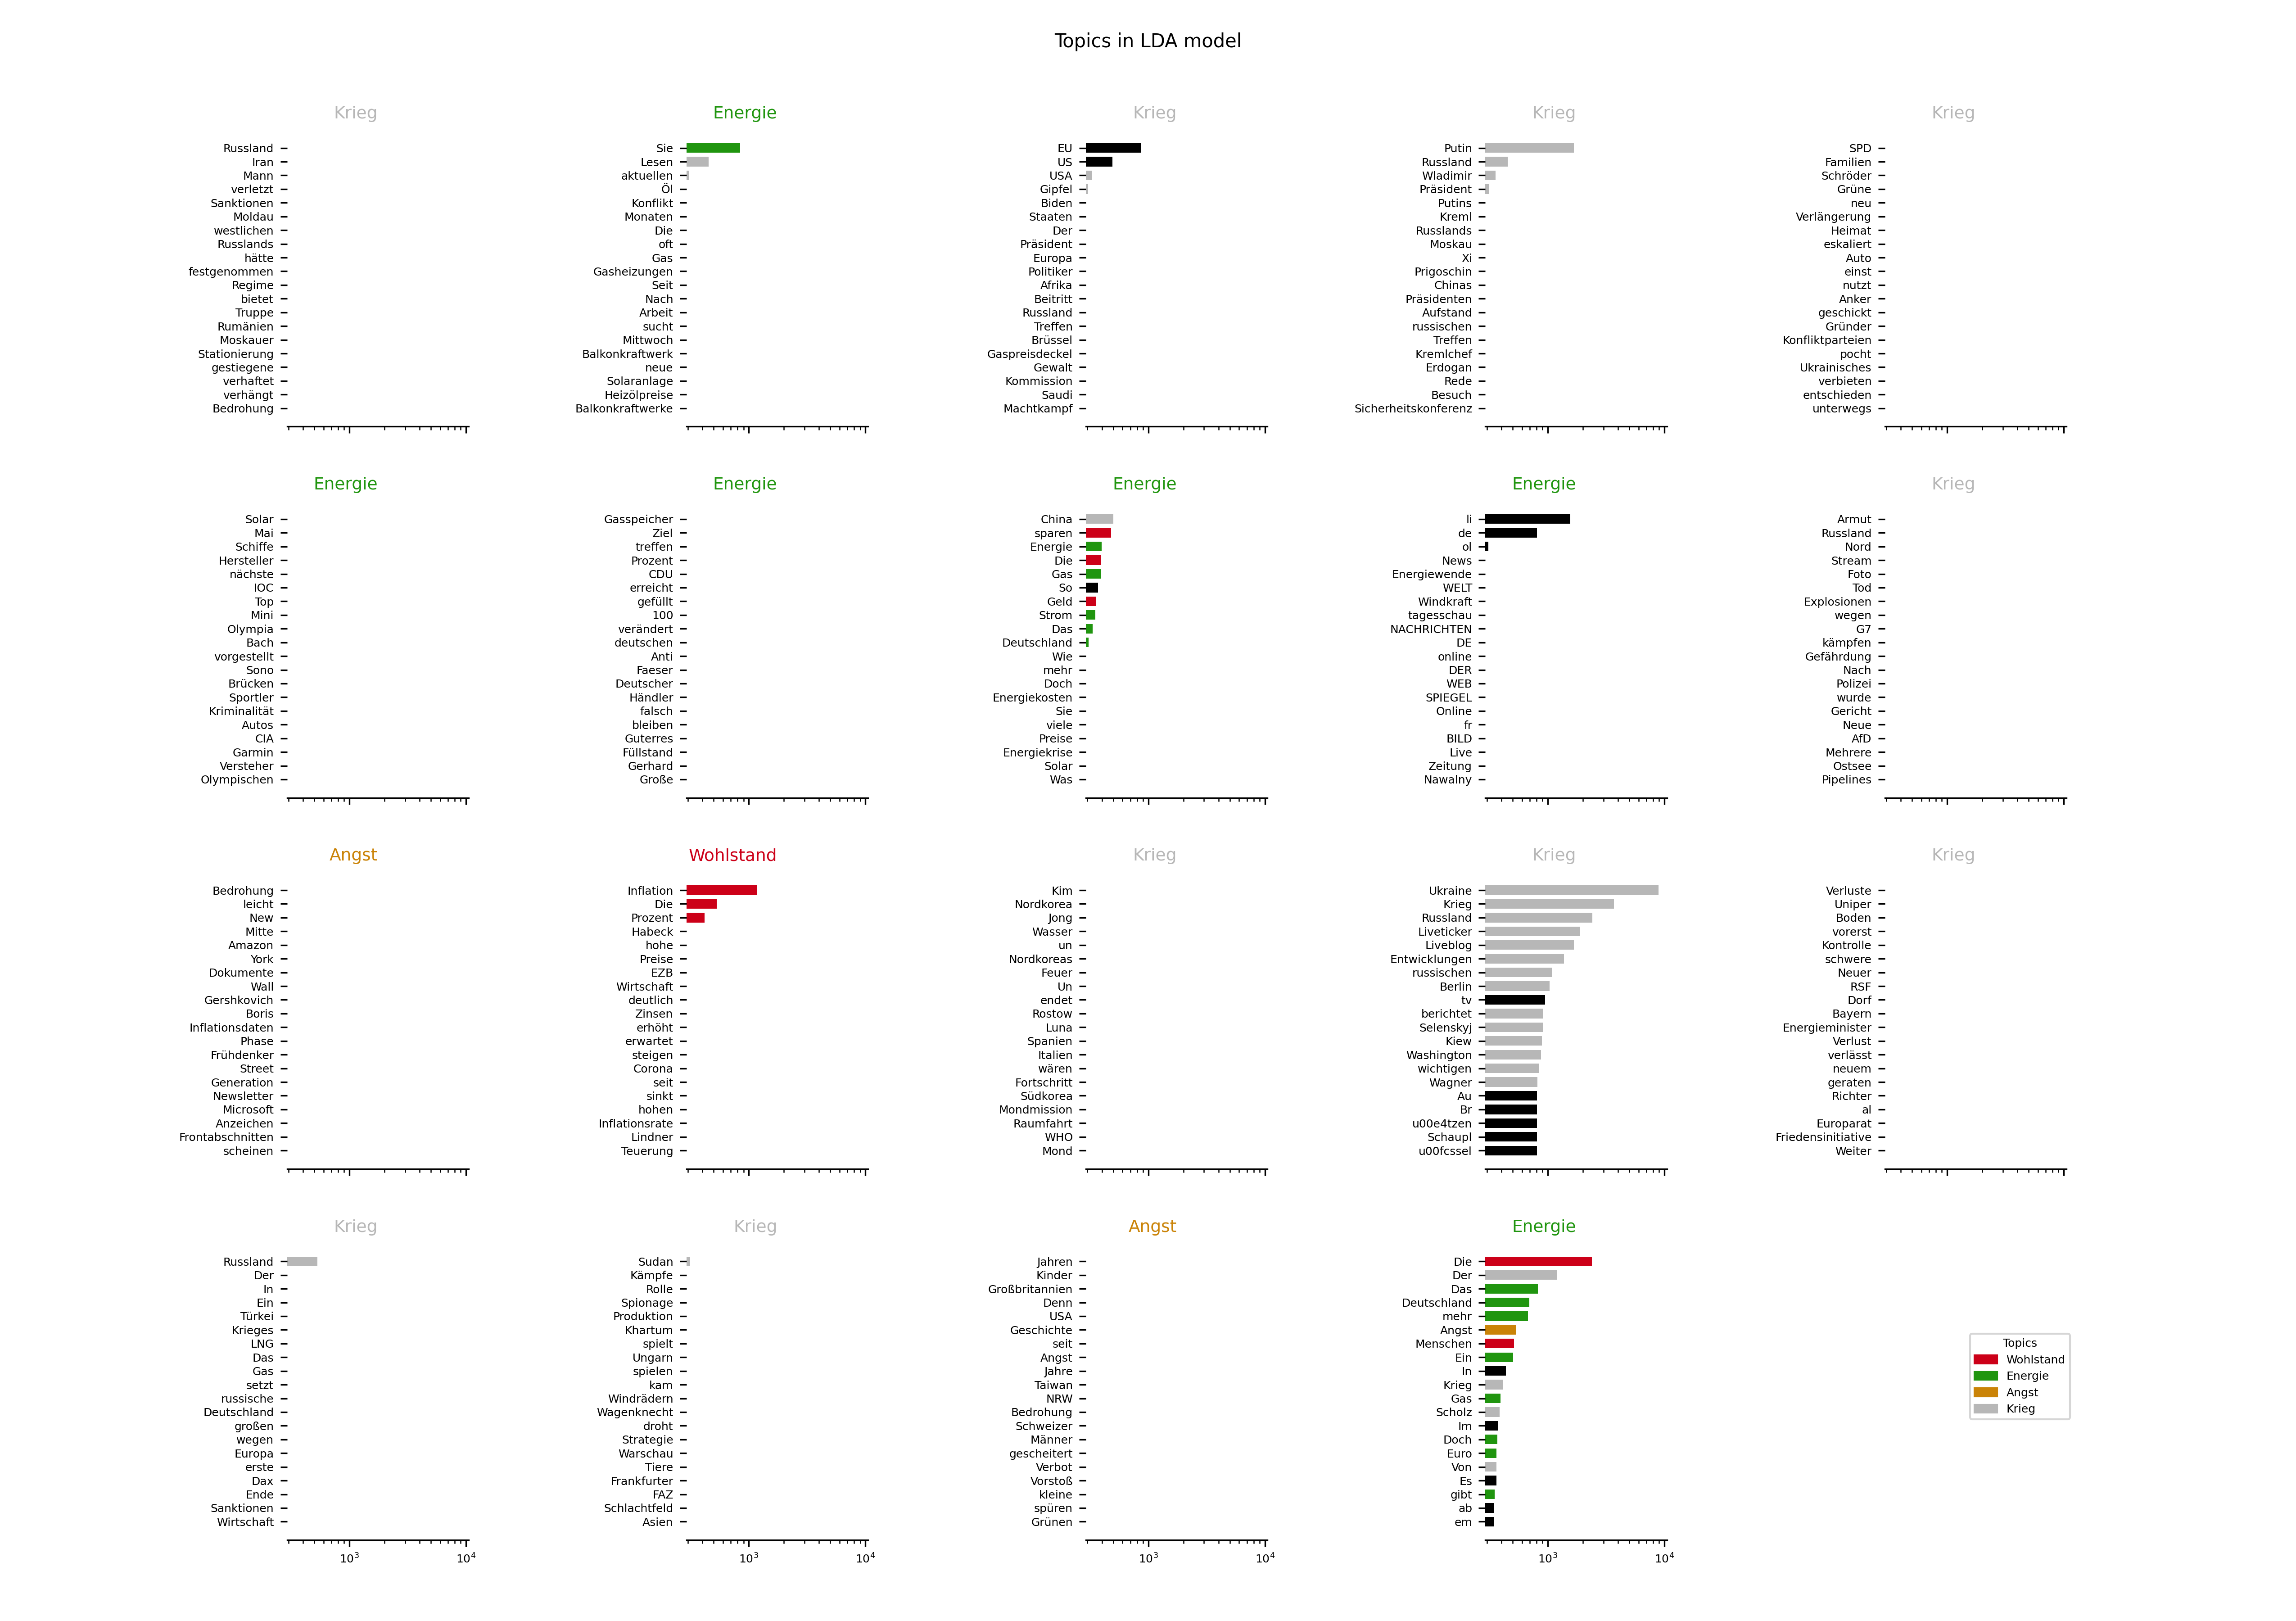 Topics in LDA model
Krieg
Russland
Iran
Mann
verletzt
Sanktionen
Moldau
westlichen
Russlands
hätte
festgenommen
Regime
bietet
Truppe
Rumänien
Moskauer
Stationierung
gestiegene
verhaftet
verhängt
Bedrohung
Energie
Sie
Lesen
aktuellen
Öl
Konflikt
Monaten
Die
oft
Gas
Gasheizungen
Seit
Nach
Arbeit
sucht
Mittwoch
Balkonkraftwerk
neue
Solaranlage
Heizölpreise
Balkonkraftwerke
Krieg
EU
US
USA
Gipfel
Biden
Staaten
Der
Präsident
Europa
Politiker
Afrika
Beitritt
Russland
Treffen
Brüssel
Gaspreisdeckel
Gewalt
Kommission
Saudi
Machtkampf
Krieg
Putin
Russland
Wladimir
Präsident
Putins
Kreml
Russlands
Moskau
Xi
Prigoschin
Chinas
Präsidenten
Aufstand
russischen
Treffen
Kremlchef
Erdogan
Rede
Besuch
Sicherheitskonferenz
Krieg
SPD
Familien
Schröder
Grüne
neu
Verlängerung
Heimat
eskaliert
Auto
einst
nutzt
Anker
geschickt
Gründer
Konfliktparteien
pocht
Ukrainisches
verbieten
entschieden
unterwegs
Energie
Solar
Mai
Schiffe
Hersteller
nächste
IOC
Top
Mini
Olympia
Bach
vorgestellt
Sono
Brücken
Sportler
Kriminalität
Autos
CIA
Garmin
Versteher
Olympischen
Energie
Gasspeicher
Ziel
treffen
Prozent
CDU
erreicht
gefüllt
100
verändert
deutschen
Anti
Faeser
Deutscher
Händler
falsch
bleiben
Guterres
Füllstand
Gerhard
Große
Energie
China
sparen
Energie
Die
Gas
So
Geld
Strom
Das
Deutschland
Wie
mehr
Doch
Energiekosten
Sie
viele
Preise
Energiekrise
Solar
Was
Energie
li
de
ol
News
Energiewende
WELT
Windkraft
tagesschau
NACHRICHTEN
DE
online
DER
WEB
SPIEGEL
Online
fr
BILD
Live
Zeitung
Nawalny
Krieg
Armut
Russland
Nord
Stream
Foto
Tod
Explosionen
wegen
G7
kämpfen
Gefährdung
Nach
Polizei
wurde
Gericht
Neue
AfD
Mehrere
Ostsee
Pipelines
Angst
Bedrohung
leicht
New
Mitte
Amazon
York
Dokumente
Wall
Gershkovich
Boris
Inflationsdaten
Phase
Frühdenker
Street
Generation
Newsletter
Microsoft
Anzeichen
Frontabschnitten
scheinen
Wohlstand
Inflation
Die
Prozent
Habeck
hohe
Preise
EZB
Wirtschaft
deutlich
Zinsen
erhöht
erwartet
steigen
Corona
seit
sinkt
hohen
Inflationsrate
Lindner
Teuerung
Krieg
Kim
Nordkorea
Jong
Wasser
un
Nordkoreas
Feuer
Un
endet
Rostow
Luna
Spanien
Italien
wären
Fortschritt
Südkorea
Mondmission
Raumfahrt
WHO
Mond
Krieg
Ukraine
Krieg
Russland
Liveticker
Liveblog
Entwicklungen
russischen
Berlin
tv
berichtet
Selenskyj
Kiew
Washington
wichtigen
Wagner
Au
Br
u00e4tzen
Schaupl
u00fcssel
Krieg
Verluste
Uniper
Boden
vorerst
Kontrolle
schwere
Neuer
RSF
Dorf
Bayern
Energieminister
Verlust
verlässt
neuem
geraten
Richter
al
Europarat
Friedensinitiative
Weiter
Krieg
Russland
Der
In
Ein
Türkei
Krieges
LNG
Das
Gas
setzt
russische
Deutschland
großen
wegen
Europa
erste
Dax
Ende
Sanktionen
Wirtschaft
10³ 10⁴
Krieg
Sudan
Kämpfe
Rolle
Spionage
Produktion
Khartum
spielt
Ungarn
spielen
kam
Windrädern
Wagenknecht
droht
Strategie
Warschau
Tiere
Frankfurter
FAZ
Schlachtfeld
Asien
10³ 10⁴
Angst
Jahren
Kinder
Großbritannien
Denn
USA
Geschichte
seit
Angst
Jahre
Taiwan
NRW
Bedrohung
Schweizer
Männer
gescheitert
Verbot
Vorstoß
kleine
spüren
Grünen
10³ 10⁴
Energie
Die
Der
Das
Deutschland
mehr
Angst
Menschen
Ein
In
Krieg
Gas
Scholz
Im
Doch
Euro
Von
Es
gibt
ab
em
10³ 10⁴
Topics
Wohlstand
Energie
Angst
Krieg